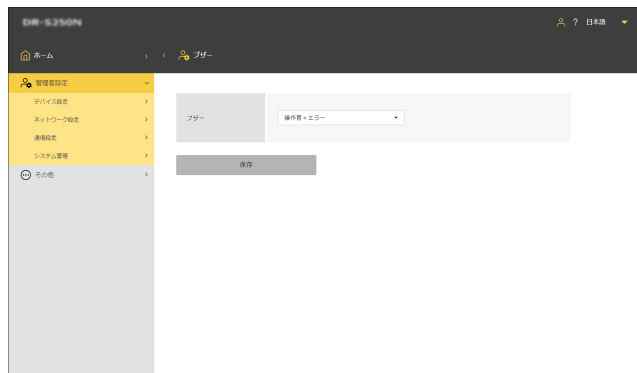 DR-S250N
? 日本語
ホーム
ブザー
管理者設定
デバイス設定
ネットワーク設定
通信設定
システム管理
その他
ブザー
操作音+エラー
保存